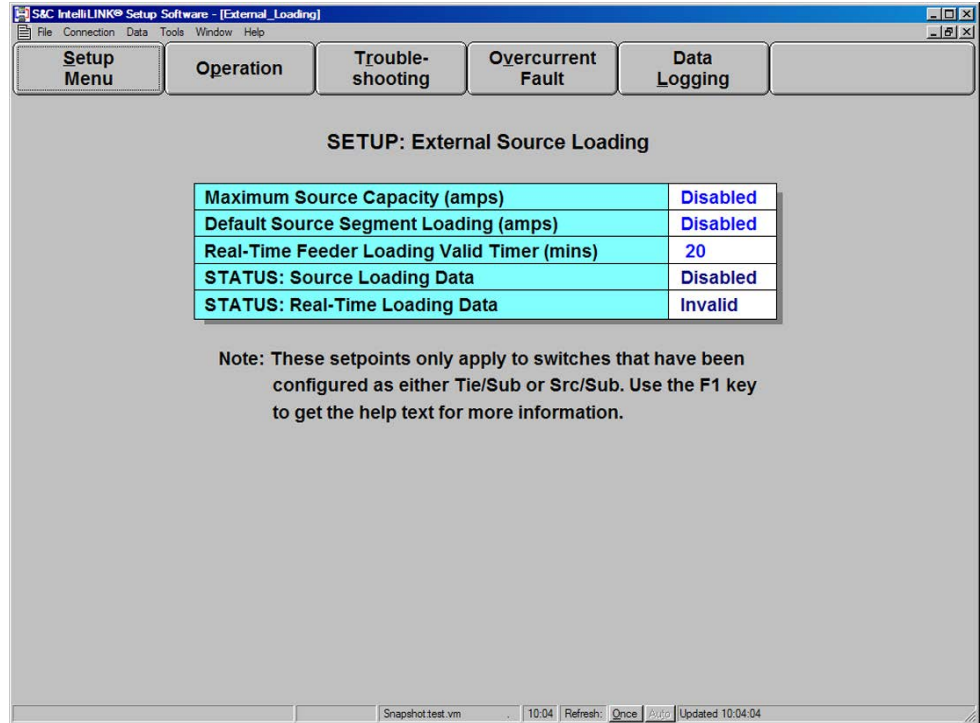 S&C IntelliLINK® Setup Software - [External_Loading]
File Connection Data Tools Window Help
Setup Menu
Operation
Trouble-shooting
Overcurrent Fault
Data Logging
SETUP: External Source Loading
Maximum Source Capacity (amps) Disabled
Default Source Segment Loading (amps) Disabled
Real-Time Feeder Loading Valid Timer (mins) 20
STATUS: Source Loading Data Disabled
STATUS: Real-Time Loading Data Invalid
Note: These setpoints only apply to switches that have been
configured as either Tie/Sub or Src/Sub. Use the F1 key
to get the help text for more information.
Snapshot:test.vm . 10:04 Refresh: Once Auto Updated 10:04:04